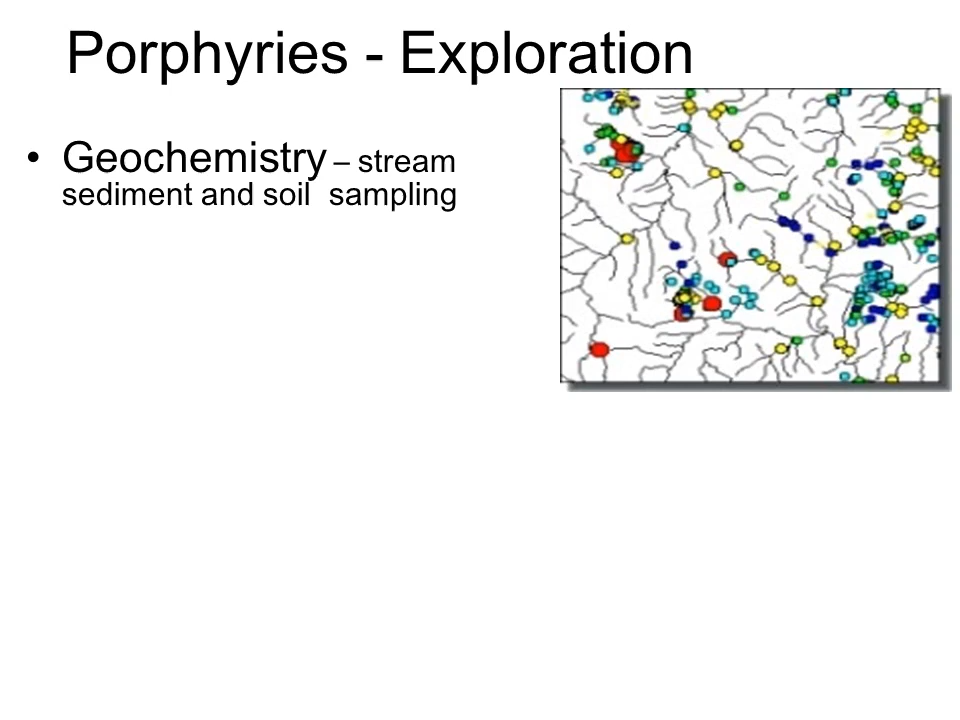 Porphyries - Exploration
• Geochemistry – stream
sediment and soil  sampling